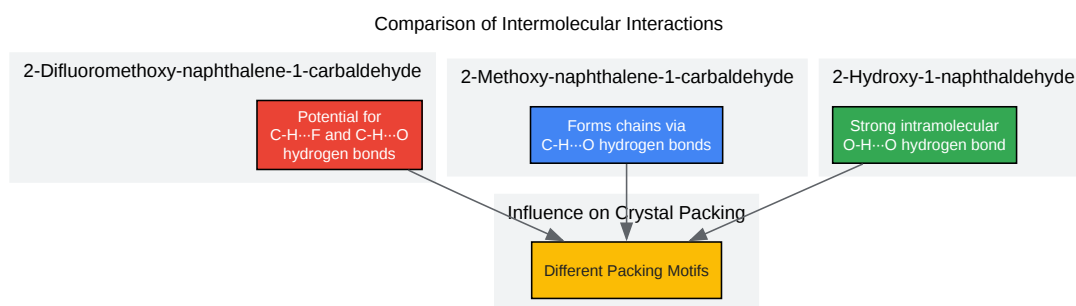 Comparison of Intermolecular Interactions
2-Difluoromethoxy-naphthalene-1-carbaldehyde
Potential for
C-H···F and C-H···O
hydrogen bonds
2-Methoxy-naphthalene-1-carbaldehyde
Forms chains via
C-H···O hydrogen bonds
2-Hydroxy-1-naphthaldehyde
Strong intramolecular
O-H···O hydrogen bond
Influence on Crystal Packing
Different Packing Motifs